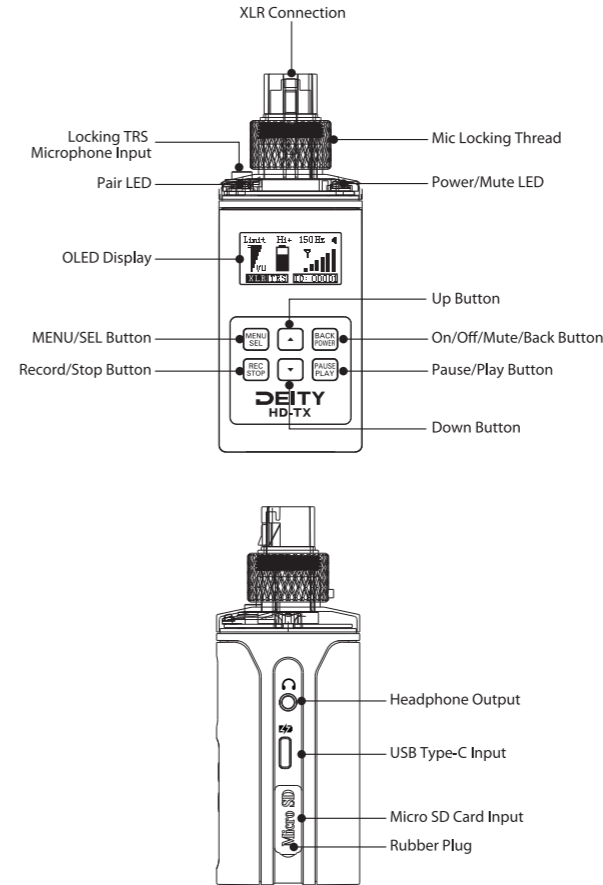 XLR Connection
Locking TRS
Microphone Input
Mic Locking Thread
Pair LED
Power/Mute LED
Limit Hi+ 150Hz
OLED Display
XLR TRS ID: 00001
Up Button
MENU/SEL Button
MENU
SEL
BACK
POWER
On/Off/Mute/Back Button
Record/Stop Button
REC
STOP
PAUSE
PLAY
Pause/Play Button
DEITY
HD-TX
Down Button
Headphone Output
USB Type-C Input
Micro SD
Micro SD Card Input
Rubber Plug